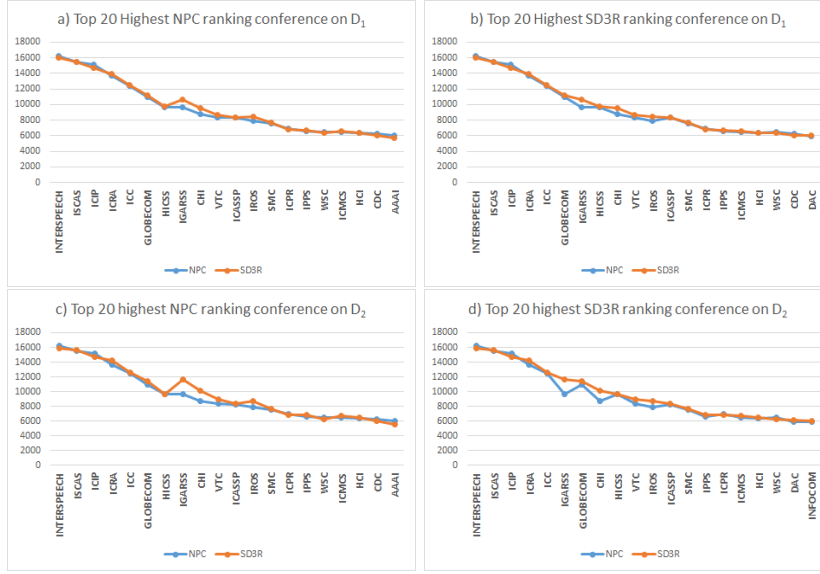 a) Top 20 Highest NPC ranking conference on D1
18000
16000
14000
12000
10000
8000
6000
4000
2000
0
INTERSPEECH
ISCAS
ICIP
ICRA
ICC
GLOBECOM
HICSS
IGARSS
CHI
VTC
ICASSP
IROS
SMC
ICPR
IPPS
WSC
ICMCS
HCI
CDC
AAAI
NPC SD3R
b) Top 20 Highest SD3R ranking conference on D1
18000
16000
14000
12000
10000
8000
6000
4000
2000
0
INTERSPEECH
ISCAS
ICIP
ICRA
ICC
GLOBECOM
IGARSS
HICSS
CHI
VTC
IROS
ICASSP
SMC
ICPR
IPPS
ICMCS
HCI
WSC
CDC
DAC
NPC SD3R
c) Top 20 highest NPC ranking conference on D2
18000
16000
14000
12000
10000
8000
6000
4000
2000
0
INTERSPEECH
ISCAS
ICIP
ICRA
ICC
GLOBECOM
HICSS
IGARSS
CHI
VTC
ICASSP
IROS
SMC
ICPR
IPPS
WSC
ICMCS
HCI
CDC
AAAI
NPC SD3R
d) Top 20 highest SD3R ranking conference on D2
18000
16000
14000
12000
10000
8000
6000
4000
2000
0
INTERSPEECH
ISCAS
ICIP
ICRA
ICC
IGARSS
GLOBECOM
CHI
HICSS
VTC
IROS
ICASSP
SMC
IPPS
ICPR
ICMCS
HCI
WSC
DAC
INFOCOM
NPC SD3R